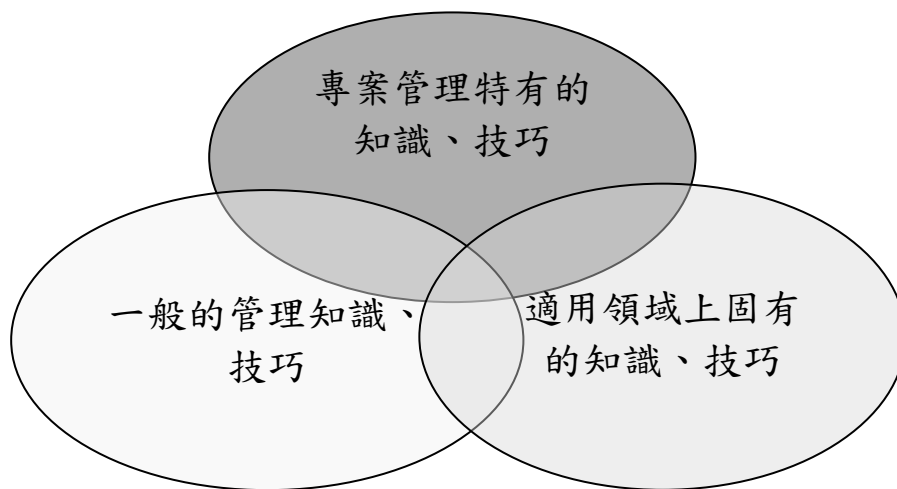 專案管理特有的
知識、技巧
一般的管理知識、
技巧
適用領域上固有
的知識、技巧